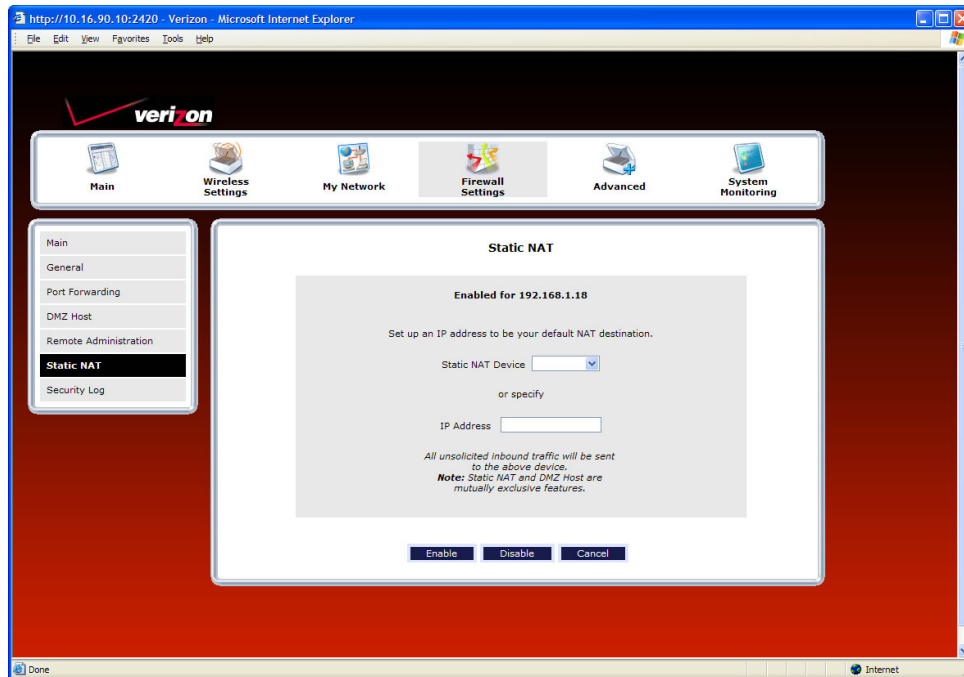 http://10.16.90.10:2420 - Verizon - Microsoft Internet Explorer
File Edit View Favorites Tools Help
verizon
Main
Wireless
Settings
My Network
Firewall
Settings
Advanced
System
Monitoring
Main
General
Port Forwarding
DMZ Host
Remote Administration
Static NAT
Security Log
Static NAT
Enabled for 192.168.1.18
Set up an IP address to be your default NAT destination.
Static NAT Device
or specify
IP Address
All unsolicited inbound traffic will be sent
to the above device.
Note: Static NAT and DMZ Host are
mutually exclusive features.
Enable Disable Cancel
Done Internet